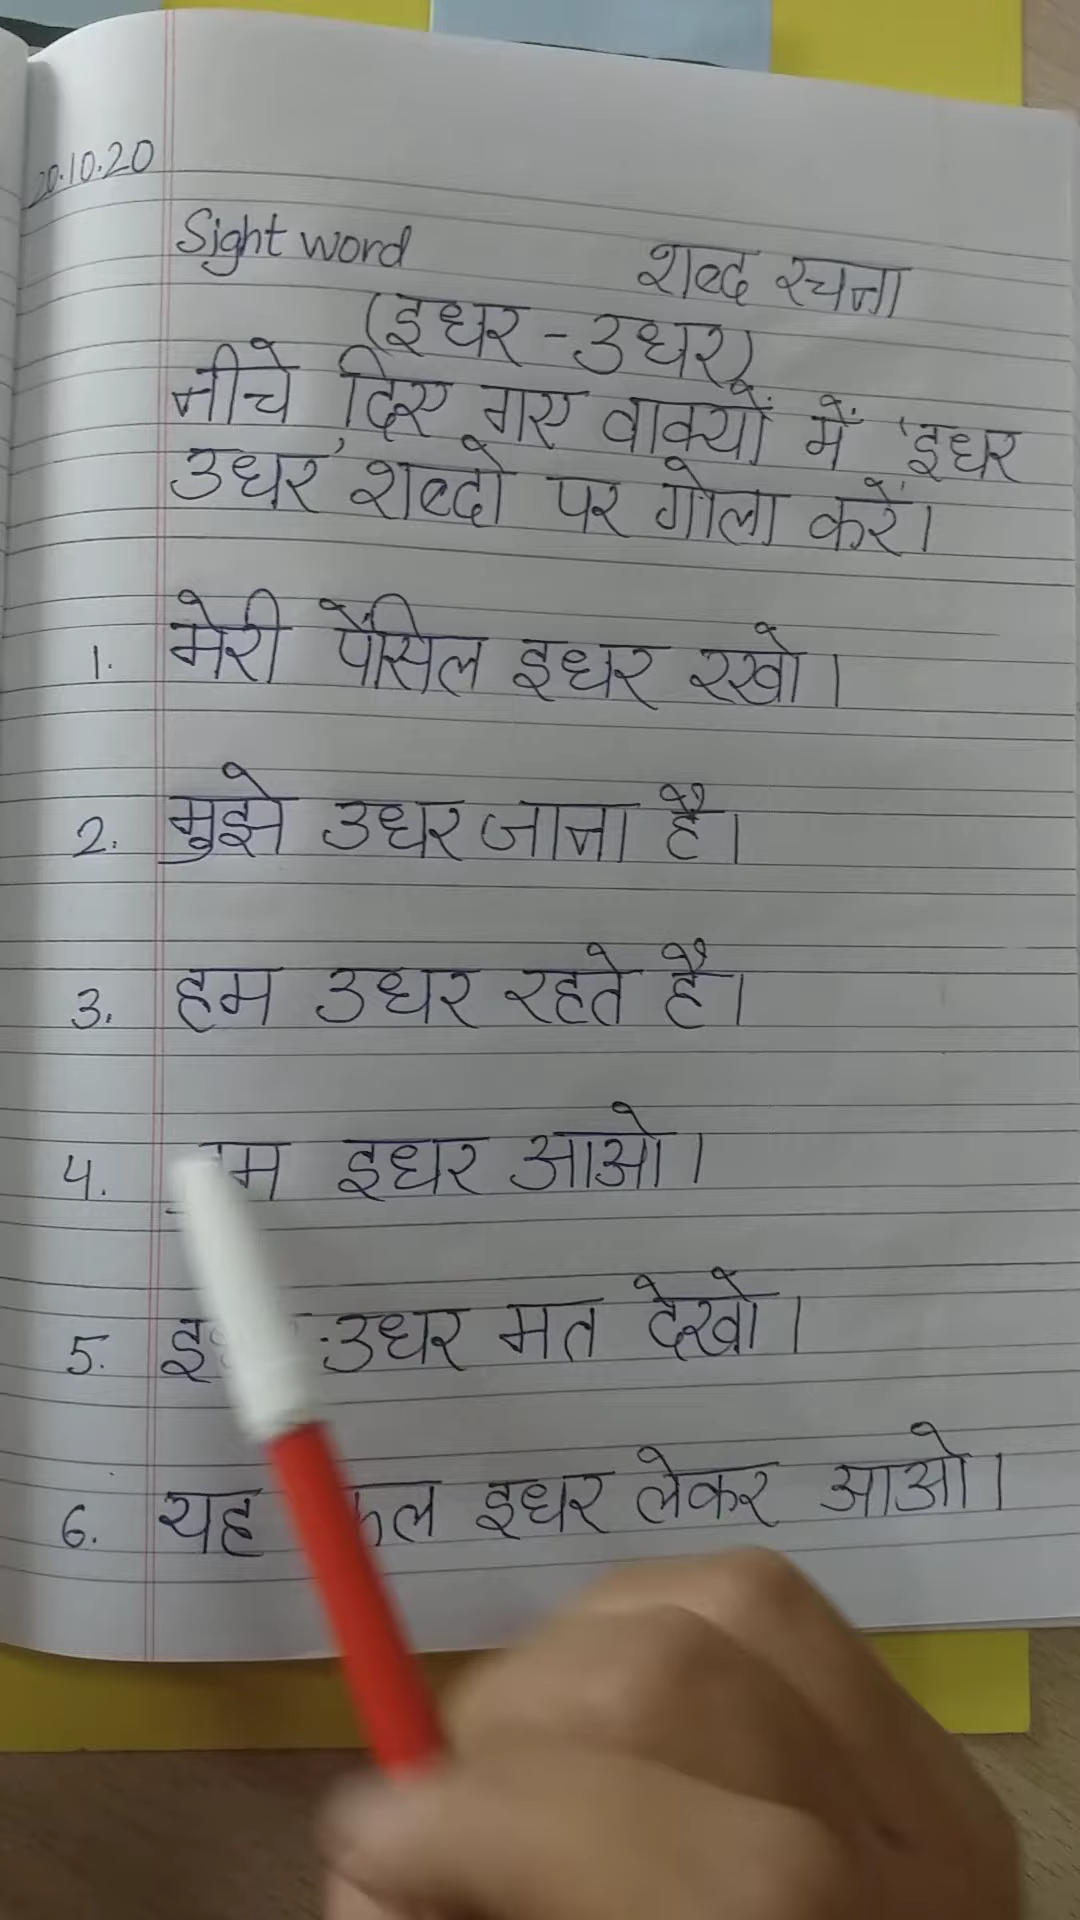 20.10.20
Sight word शब्द रचना
(इधर - उधर)
नीचे दिए गए वाक्यों में 'इधर
उधर' शब्दों पर गोला करें।
1. मेरी पेंसिल इधर रखो।
2. मुझे उधर जाना है।
3. हम उधर रहते है।
4. इधर आओ।
5. उधर मत देखो।
6. यह इधर लेकर आओ।